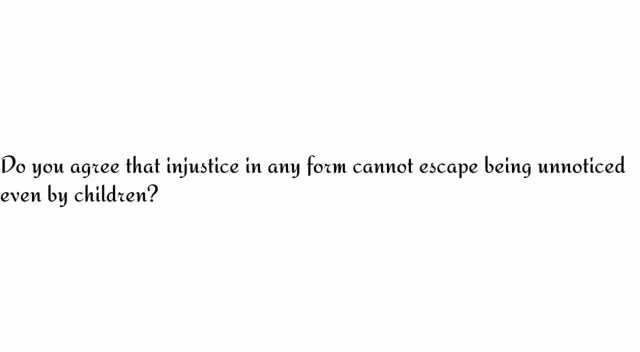 Do you agree that injustice in any form cannot escape being unnoticed
even by children?